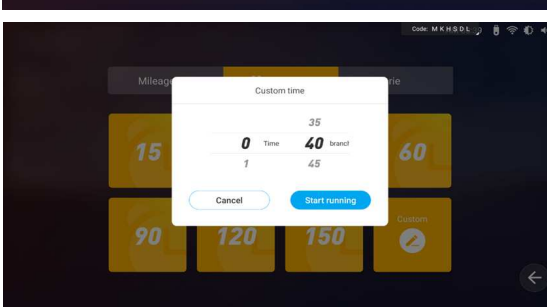 Code: M K H S D L
Mileage
rie
Custom time
35
0 Time 40 branch
1 45
Cancel Start running
15
60
90 120 150 Custom